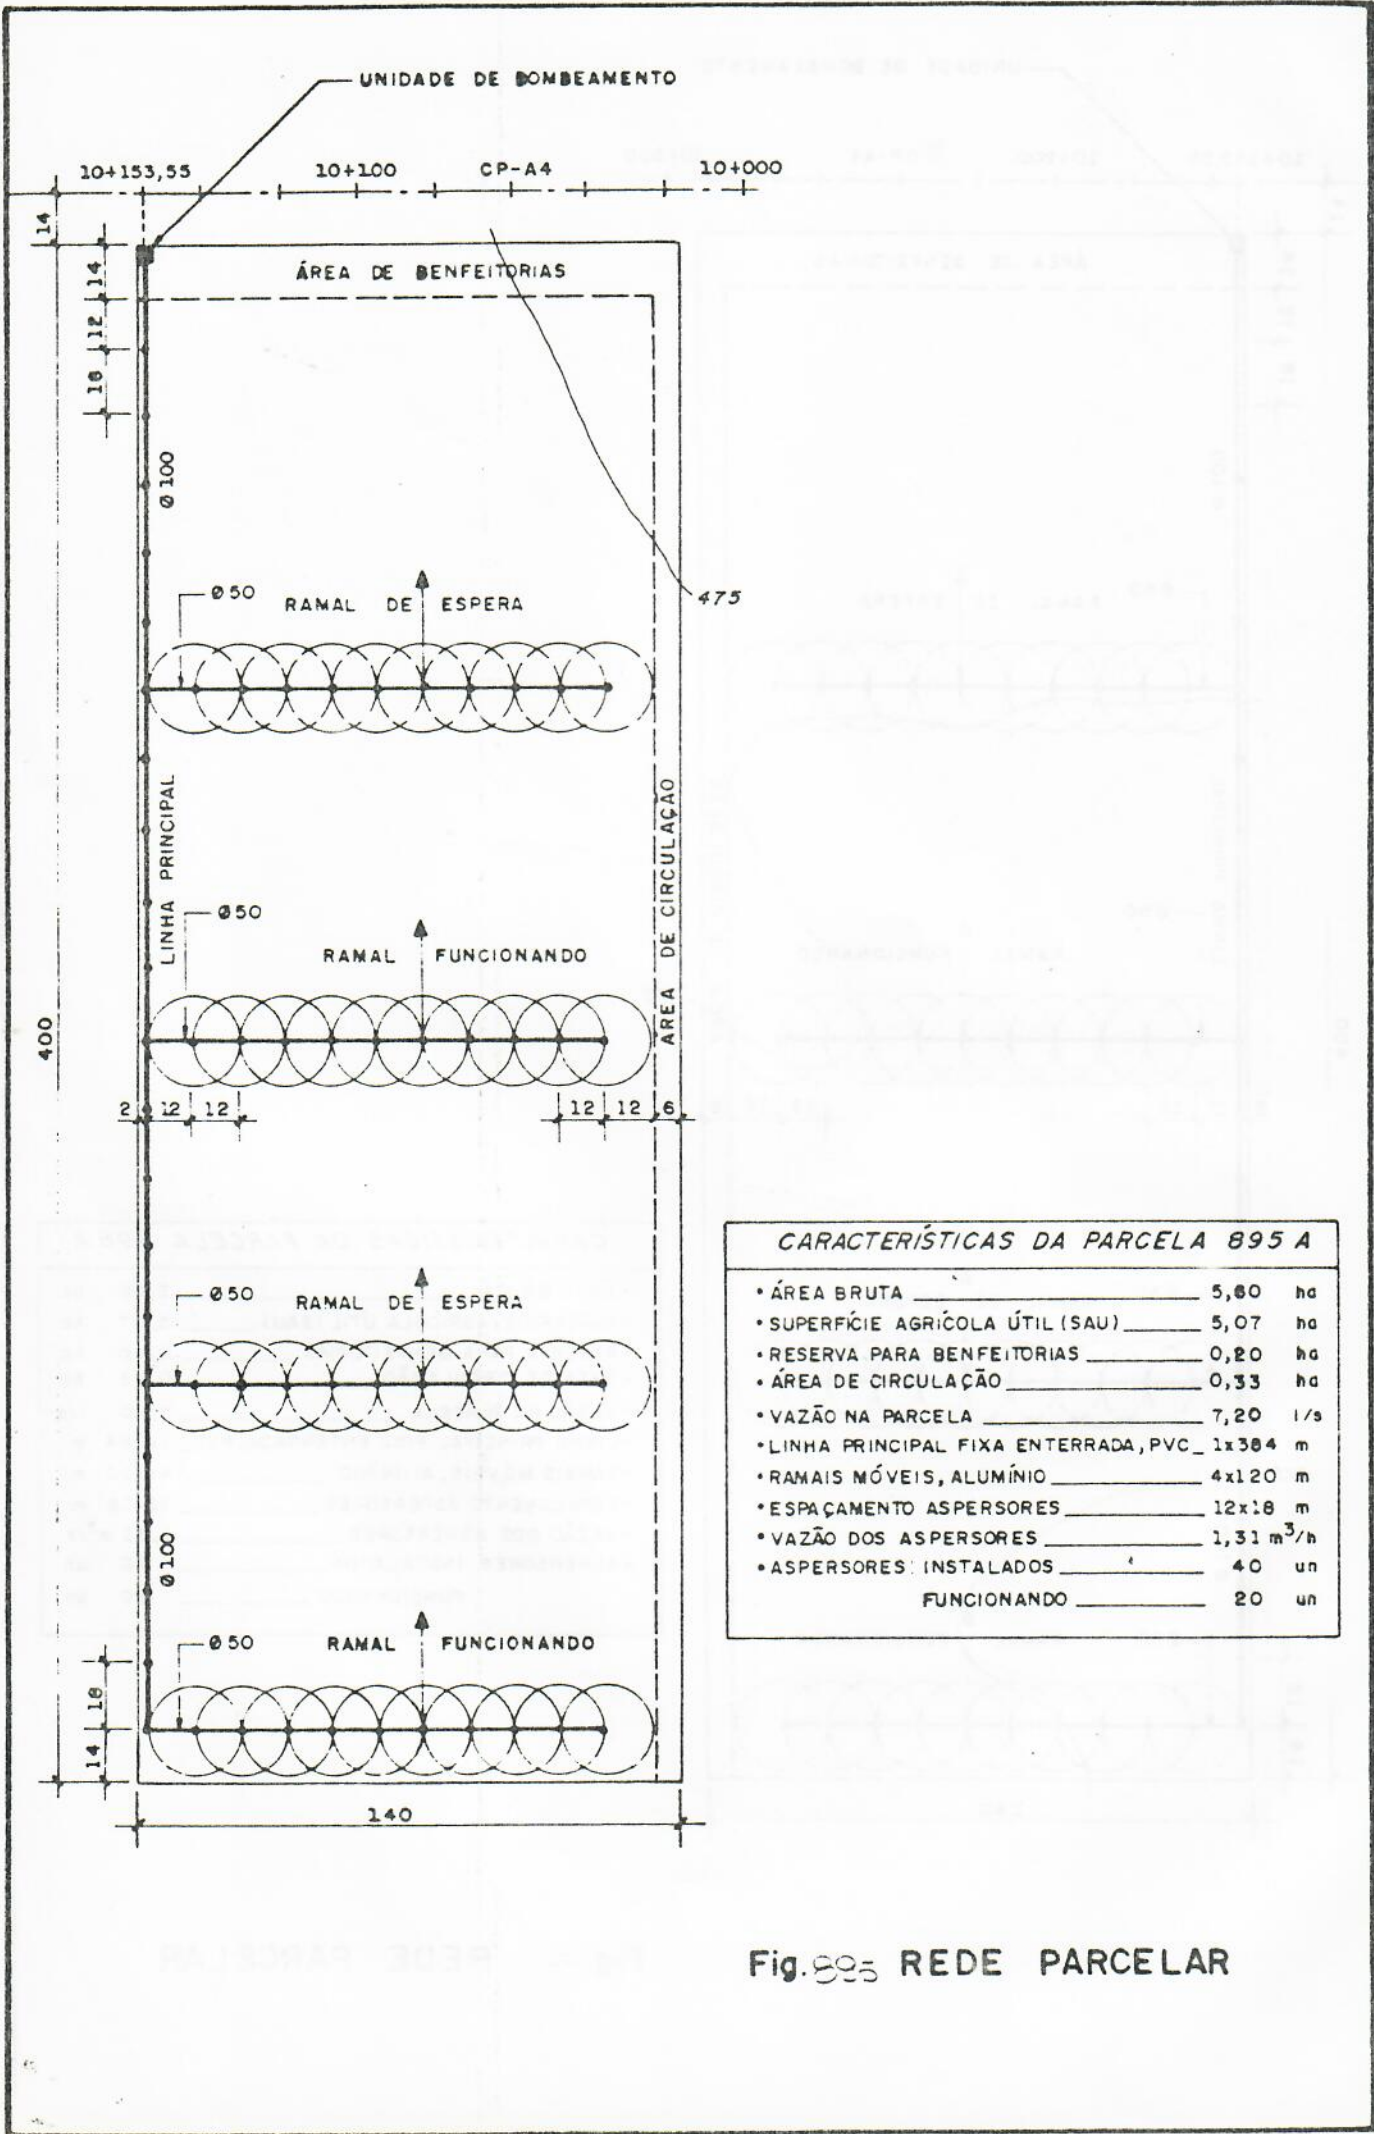 UNIDADE DE BOMBEAMENTO
10+153,55 10+100 CP-A4 10+000
14
14
12
18
ÁREA DE BENFEITORIAS
Ø100
Ø50 RAMAL DE ESPERA
475
LINHA PRINCIPAL
ÁREA DE CIRCULAÇÃO
Ø50
RAMAL FUNCIONANDO
400
2 12 12 12 12 6
Ø50 RAMAL DE ESPERA
Ø100
Ø50 RAMAL FUNCIONANDO
18
14
140
CARACTERÍSTICAS DA PARCELA 895 A
• ÁREA BRUTA 5,60 ha
• SUPERFÍCIE AGRÍCOLA ÚTIL (SAU) 5,07 ha
• RESERVA PARA BENFEITORIAS 0,20 ha
• ÁREA DE CIRCULAÇÃO 0,33 ha
• VAZÃO NA PARCELA 7,20 l/s
• LINHA PRINCIPAL FIXA ENTERRADA, PVC 1x384 m
• RAMAIS MÓVEIS, ALUMÍNIO 4x120 m
• ESPAÇAMENTO ASPERSORES 12x18 m
• VAZÃO DOS ASPERSORES 1,31 m³/h
• ASPERSORES: INSTALADOS 40 un
FUNCIONANDO 20 un
Fig. 895 REDE PARCELAR